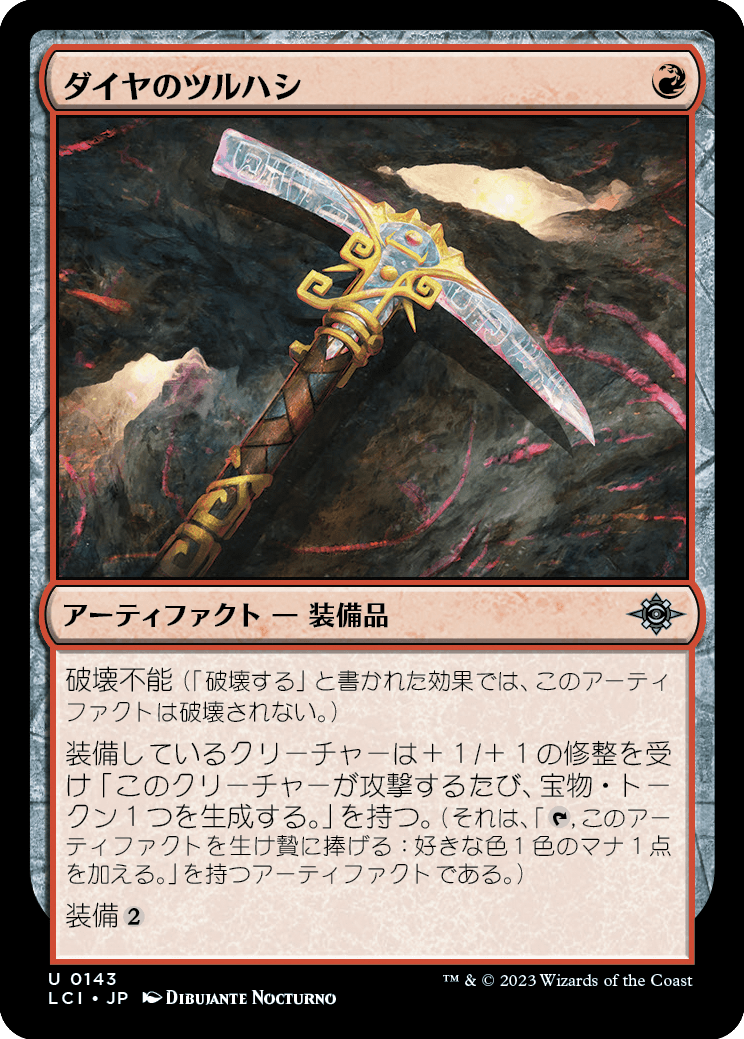 ダイヤのツルハシ
アーティファクト — 装備品
破壊不能（「破壊する」と書かれた効果では、このアーティ
ファクトは破壊されない。）
装備しているクリーチャーは＋１/＋１の修整を受
け「このクリーチャーが攻撃するたび、宝物・トー
クン１つを生成する。」を持つ。（それは、「 ,このアー
ティファクトを生け贄に捧げる：好きな色１色のマナ１点
を加える。」を持つアーティファクトである。）
装備 2
U 0143
LCI • JP DIBUJANTE NOCTURNO
™ & © 2023 Wizards of the Coast